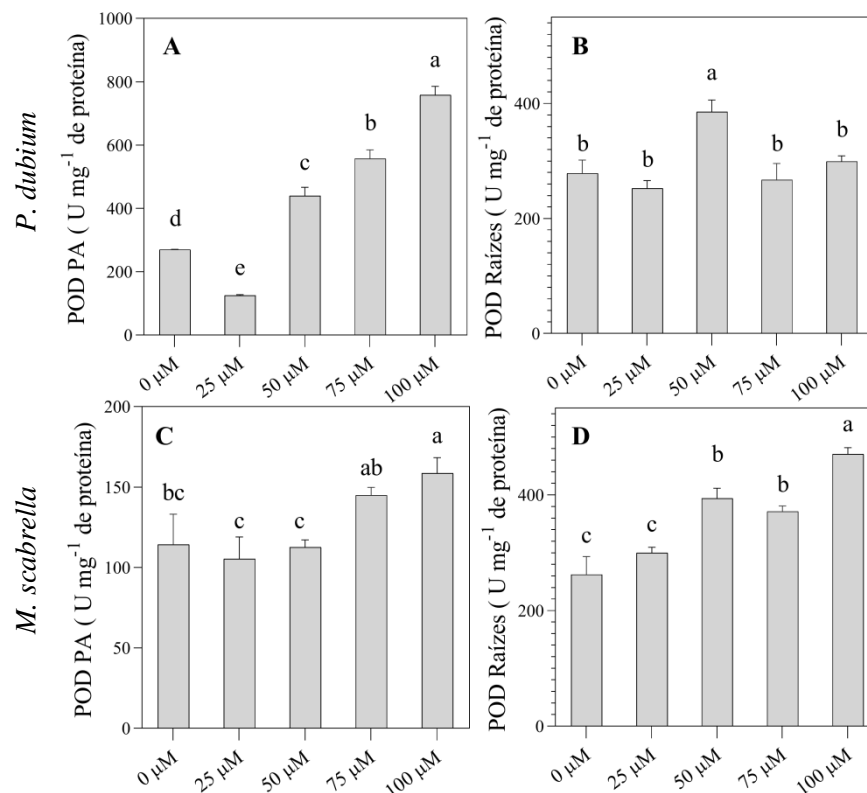 P. dubium
POD PA ( U mg⁻¹ de proteína)
1000
800
600
400
200
0
A
d
e
c
b
a
0 µM
25 µM
50 µM
75 µM
100 µM
POD Raízes ( U mg⁻¹ de proteína)
400
200
0
B
b
b
a
b
b
0 µM
25 µM
50 µM
75 µM
100 µM
M. scabrella
POD PA ( U mg⁻¹ de proteína)
200
150
100
50
0
C
bc
c
c
ab
a
0 µM
25 µM
50 µM
75 µM
100 µM
POD Raízes ( U mg⁻¹ de proteína)
400
200
0
D
c
c
b
b
a
0 µM
25 µM
50 µM
75 µM
100 µM